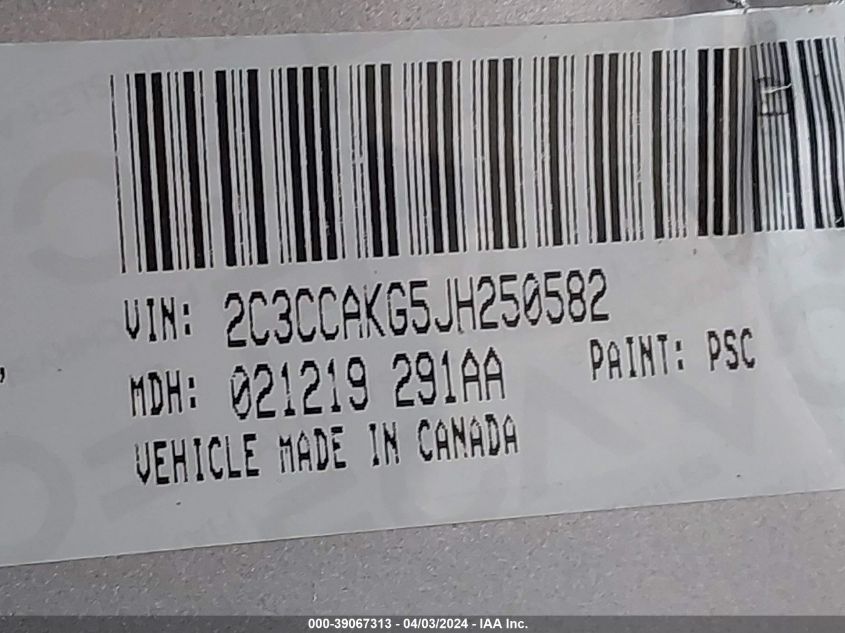 VIN: 2C3CCAKG5JH250582
MDH: 021219 291AA PAINT: PSC
VEHICLE MADE IN CANADA
000-39067313 - 04/03/2024 - IAA Inc.